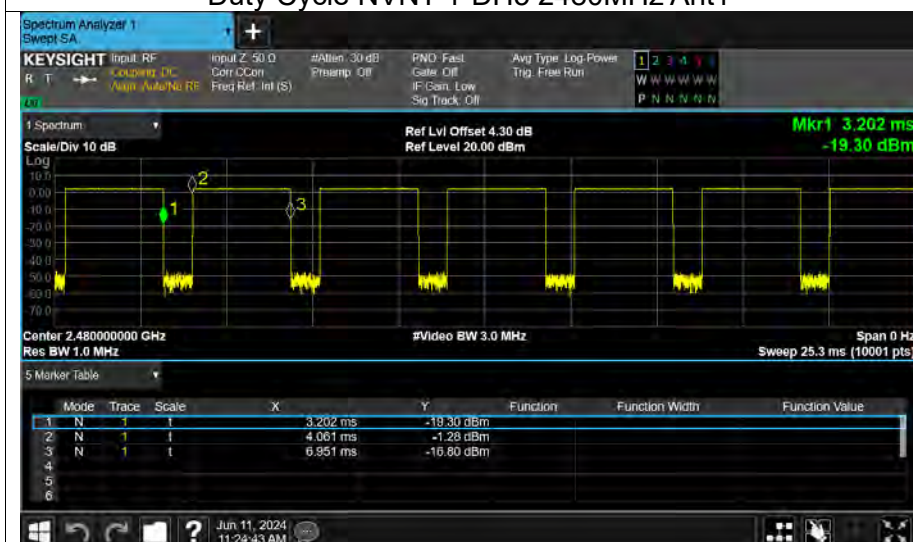 Duty Cycle NVNT 1-DH5 2480MHz Ant1
Spectrum Analyzer 1
Swept SA
+
KEYSIGHT Input: RF Input Z: 50 Ω #Atten: 30 dB PNO: Fast Avg Type: Log-Power 1 2 3 4 5 6
R T Coupling: DC Corr CCorr Preamp: Off Gate: Off Trig: Free Run W W W W W W
Align: Auto/No RF Freq Ref: Int (S) IF Gain: Low
Sig Track: Off P N N N N N
1 Spectrum Ref Lvl Offset 4.30 dB Mkr1 3.202 ms
Scale/Div 10 dB Ref Level 20.00 dBm -19.30 dBm
Log
10.0
0.00
-10.0
-20.0
-30.0
-40.0
-50.0
-60.0
-70.0
1
2
3
Center 2.480000000 GHz #Video BW 3.0 MHz Span 0 Hz
Res BW 1.0 MHz Sweep 25.3 ms (10001 pts)
5 Marker Table
Mode Trace Scale X Y Function Function Width Function Value
1 N 1 t 3.202 ms -19.30 dBm
2 N 1 t 4.061 ms -1.28 dBm
3 N 1 t 6.951 ms -16.80 dBm
4
5
6
? Jun 11, 2024
11:24:43 AM